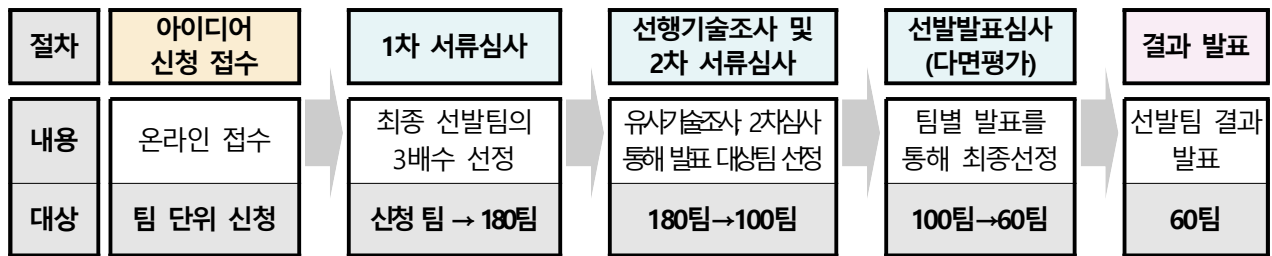 절차
아이디어
신청 접수
1차 서류심사
선행기술조사 및
2차 서류심사
선발발표심사
(다면평가)
결과 발표
내용
온라인 접수
최종 선발팀의
3배수 선정
유사기술조사, 2차심사
통해 발표 대상팀 선정
팀별 발표를
통해 최종선정
선발팀 결과
발표
대상
팀 단위 신청
신청 팀 → 180팀
180팀→100팀
100팀→60팀
60팀